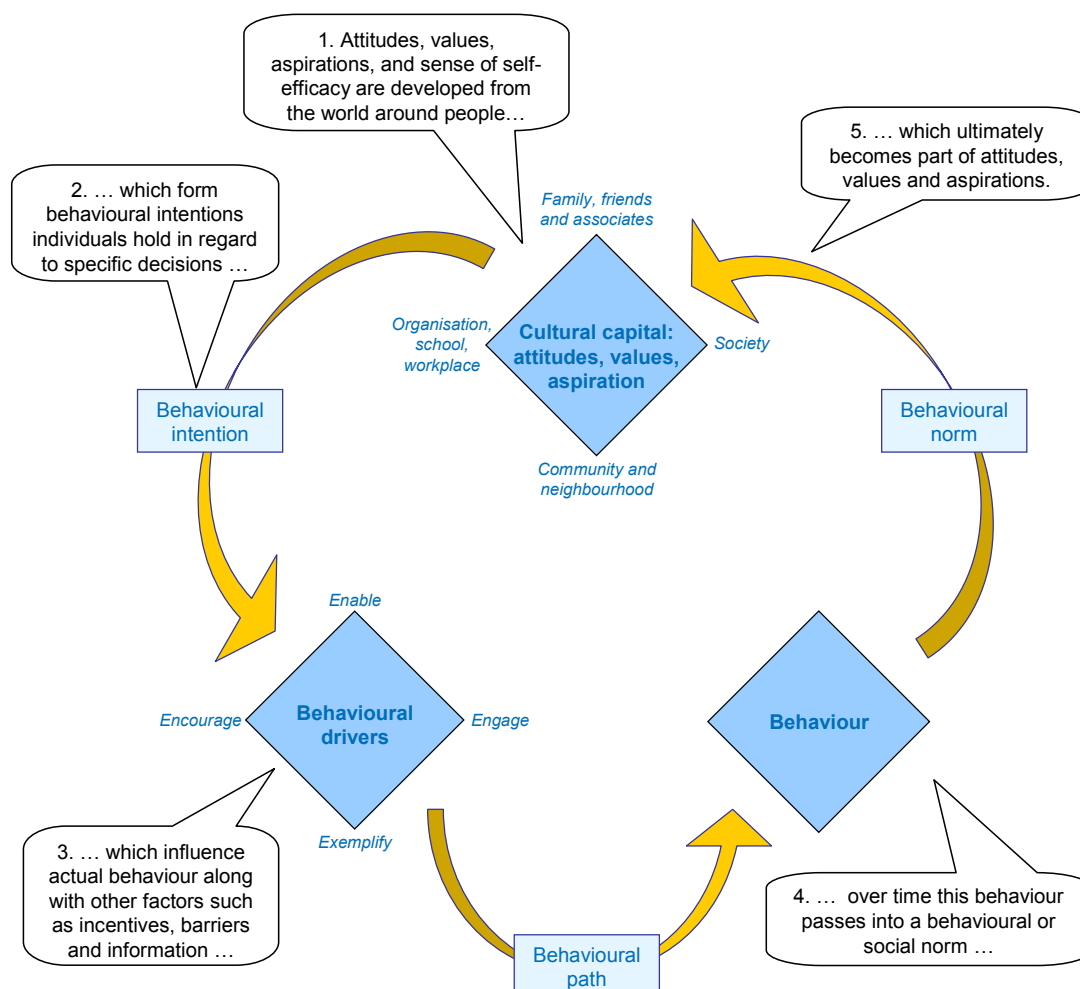 1. Attitudes, values,
aspirations, and sense of self-
efficacy are developed from
the world around people…
2. … which form
behavioural intentions
individuals hold in regard
to specific decisions …
5. … which ultimately
becomes part of attitudes,
values and aspirations.
Family, friends
and associates
Organisation,
school,
workplace
Cultural capital:
attitudes, values,
aspiration
Society
Community and
neighbourhood
Behavioural
intention
Behavioural
norm
Enable
Encourage
Behavioural
drivers
Engage
Exemplify
Behaviour
3. … which influence
actual behaviour along
with other factors such
as incentives, barriers
and information …
4. … over time this behaviour
passes into a behavioural or
social norm …
Behavioural
path